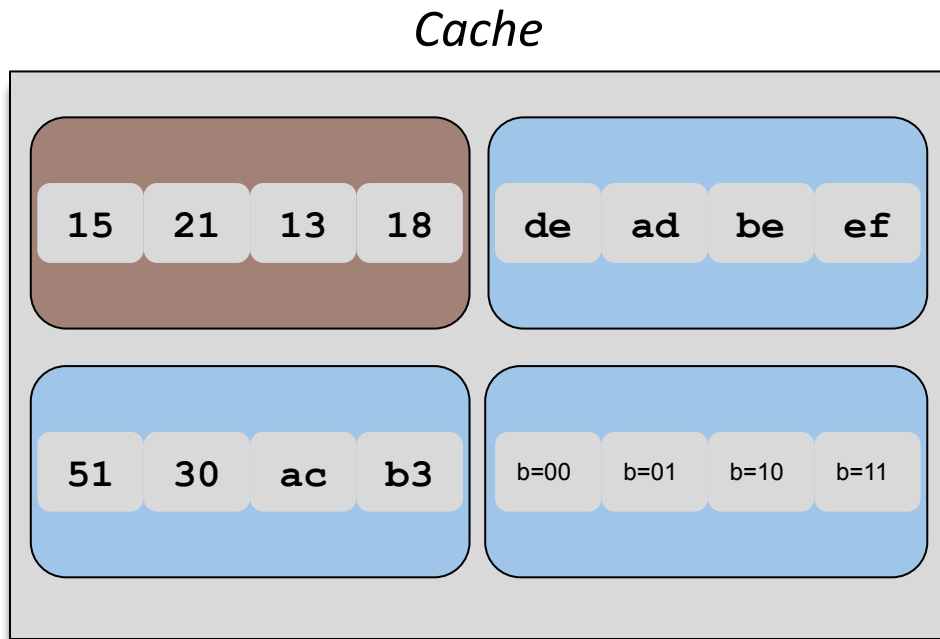 Cache
15 21 13 18
de ad be ef
51 30 ac b3
b=00 b=01 b=10 b=11